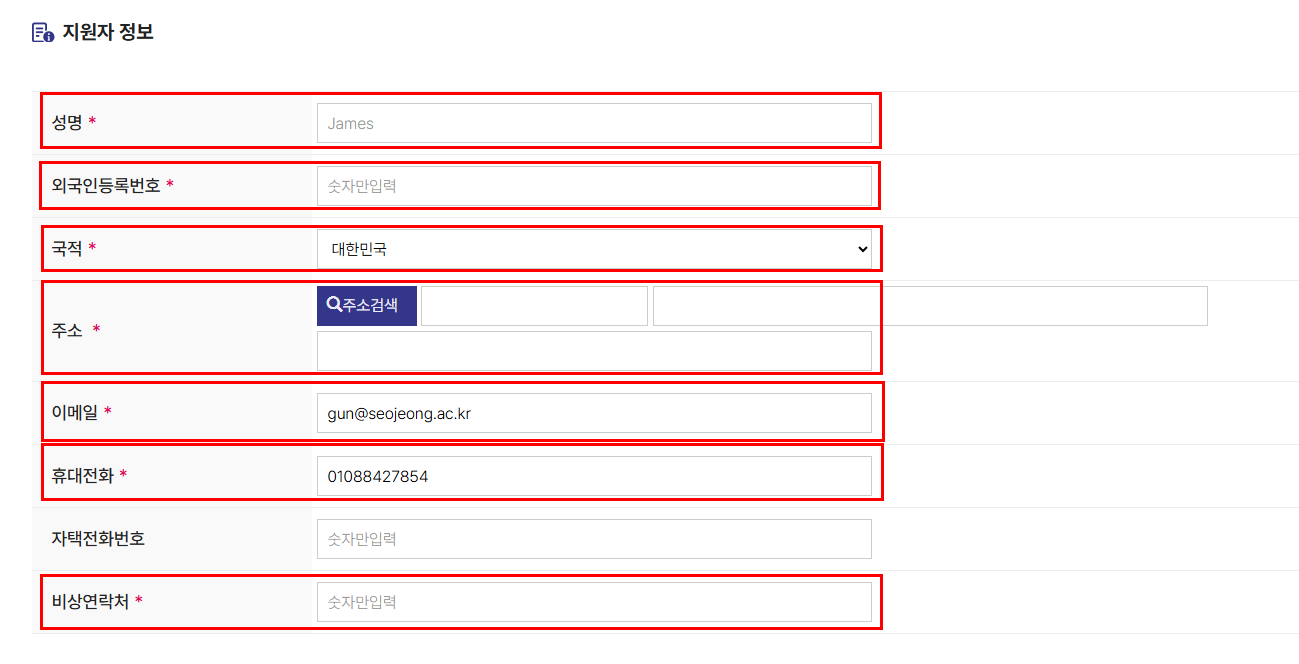 지원자 정보
성명 * James
외국인등록번호 * 숫자만입력
국적 * 대한민국
주소 * 주소검색
이메일 * gun@seojeong.ac.kr
휴대전화 * 01088427854
자택전화번호 숫자만입력
비상연락처 * 숫자만입력